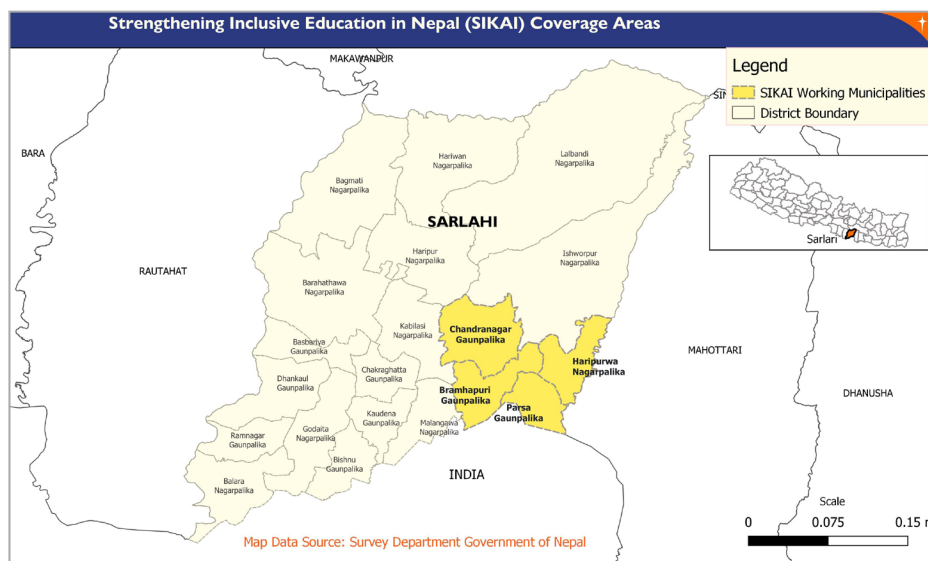 Strengthening Inclusive Education in Nepal (SIKAI) Coverage Areas
MAKAWANPUR
Legend
SIKAI Working Municipalities
District Boundary
BARA
Hariwan
Nagarpalika
Lalbandi
Nagarpalika
Bagmati
Nagarpalika
SARLAHI
Sarlari
Haripur
Nagarpalika
Ishworpur
Nagarpalika
RAUTAHAT
Barahathawa
Nagarpalika
Kabilasi
Nagarpalika
Chandranagar
Gaunpalika
Basbariya
Gaunpalika
MAHOTTARI
Haripurwa
Nagarpalika
Chakraghatta
Gaunpalika
Dhankaul
Gaunpalika
Bramhapuri
Gaunpalika
DHANUSHA
Parsa
Gaunpalika
Kaudena
Gaunpalika
Malangawa
Nagarpalika
Godaita
Nagarpalika
Ramnagar
Gaunpalika
Bishnu
Gaunpalika
INDIA
Balara
Nagarpalika
Scale
0 0.075 0.15
Map Data Source: Survey Department Government of Nepal